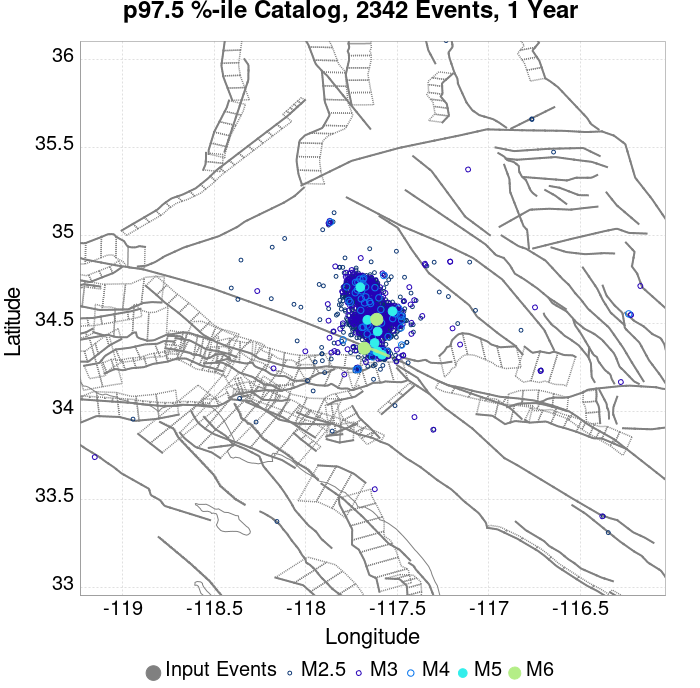 p97.5 %-ile Catalog, 2342 Events, 1 Year
36
35.5
35
34.5
34
33.5
33
Latitude
-119 -118.5 -118 -117.5 -117 -116.5
Longitude
Input Events M2.5 M3 M4 M5 M6